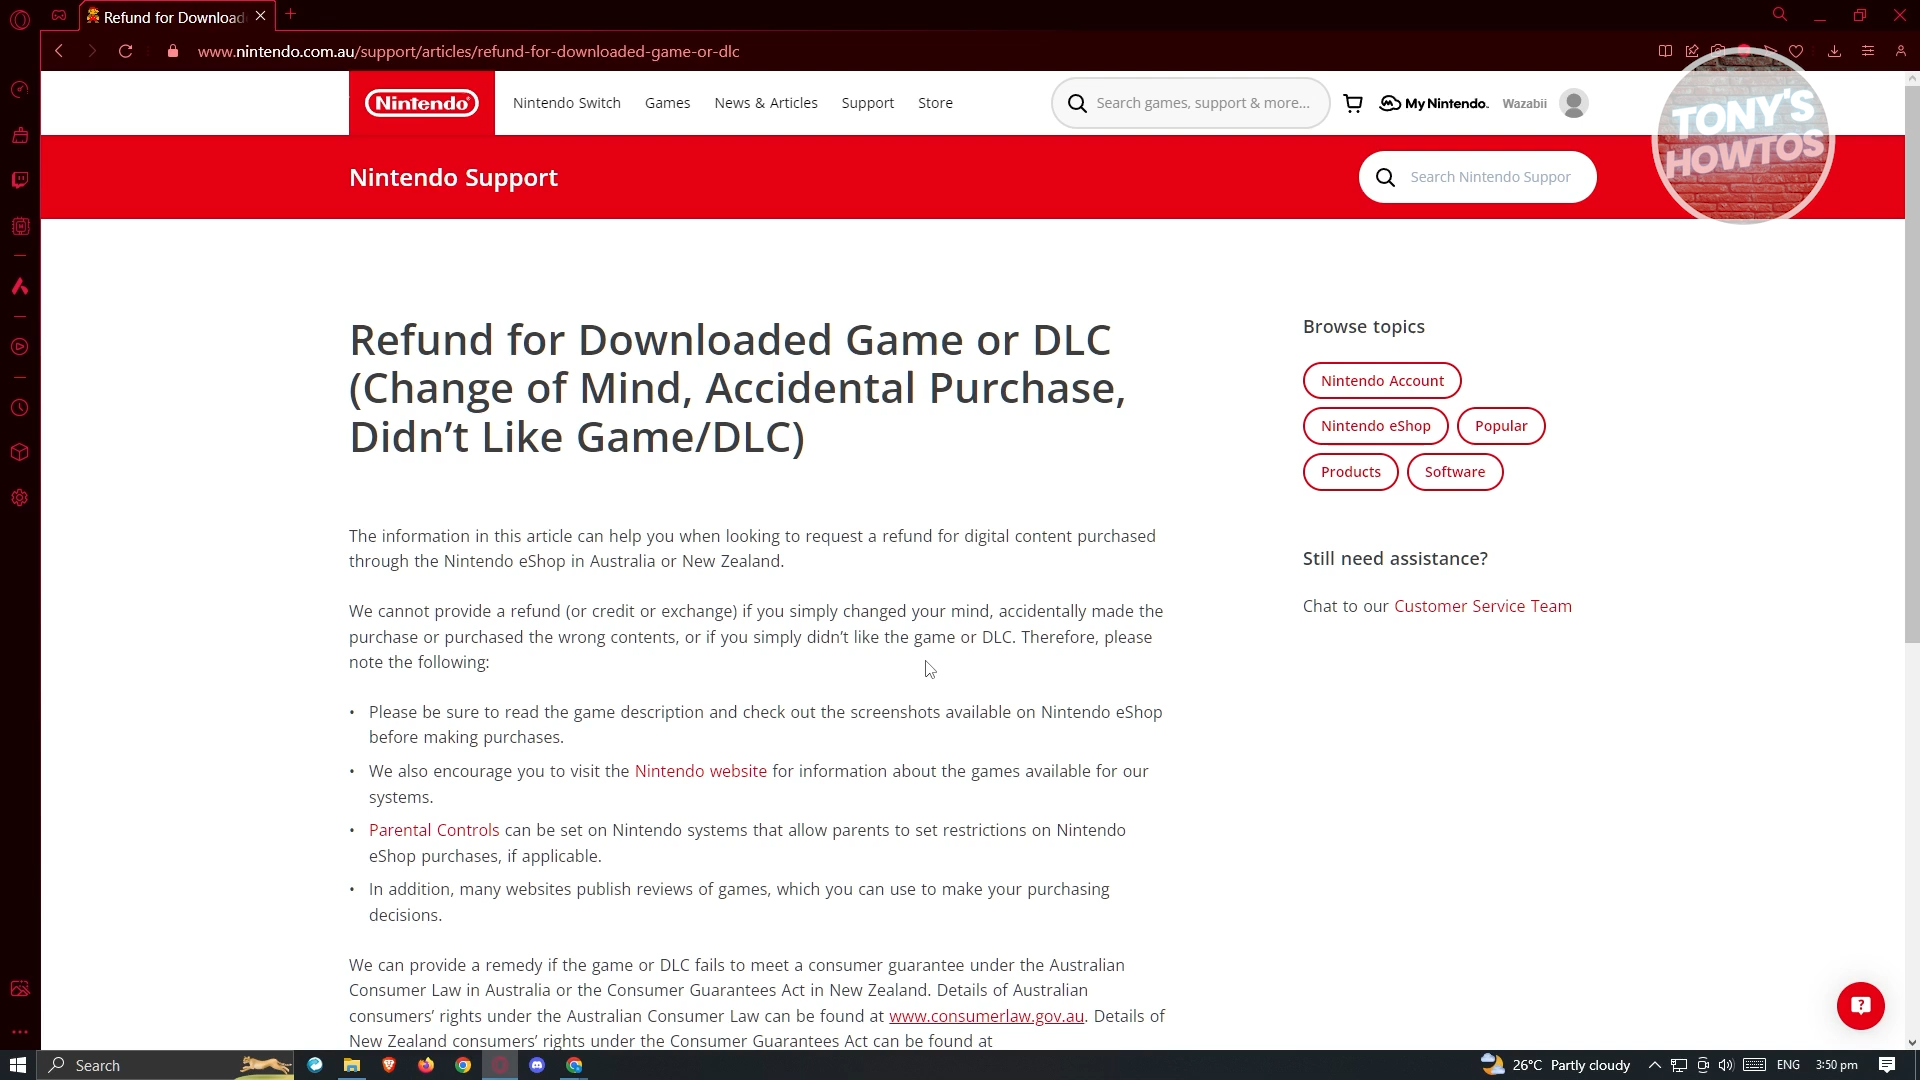 Refund for Download
www.nintendo.com.au/support/articles/refund-for-downloaded-game-or-dlc
Nintendo
Nintendo Switch
Games
News & Articles
Support
Store
Search games, support & more...
My Nintendo.
Wazabii
TONY'S
HOWTOS
Nintendo Support
Search Nintendo Suppor
Refund for Downloaded Game or DLC
(Change of Mind, Accidental Purchase,
Didn't Like Game/DLC)
The information in this article can help you when looking to request a refund for digital content purchased
through the Nintendo eShop in Australia or New Zealand.
We cannot provide a refund (or credit or exchange) if you simply changed your mind, accidentally made the
purchase or purchased the wrong contents, or if you simply didn't like the game or DLC. Therefore, please
note the following:
• Please be sure to read the game description and check out the screenshots available on Nintendo eShop
before making purchases.
• We also encourage you to visit the Nintendo website for information about the games available for our
systems.
• Parental Controls can be set on Nintendo systems that allow parents to set restrictions on Nintendo
eShop purchases, if applicable.
• In addition, many websites publish reviews of games, which you can use to make your purchasing
decisions.
We can provide a remedy if the game or DLC fails to meet a consumer guarantee under the Australian
Consumer Law in Australia or the Consumer Guarantees Act in New Zealand. Details of Australian
consumers' rights under the Australian Consumer Law can be found at www.consumerlaw.gov.au. Details of
New Zealand consumers' rights under the Consumer Guarantees Act can be found at
Browse topics
Nintendo Account
Nintendo eShop
Popular
Products
Software
Still need assistance?
Chat to our Customer Service Team
Search
26°C Partly cloudy
ENG
3:50 pm